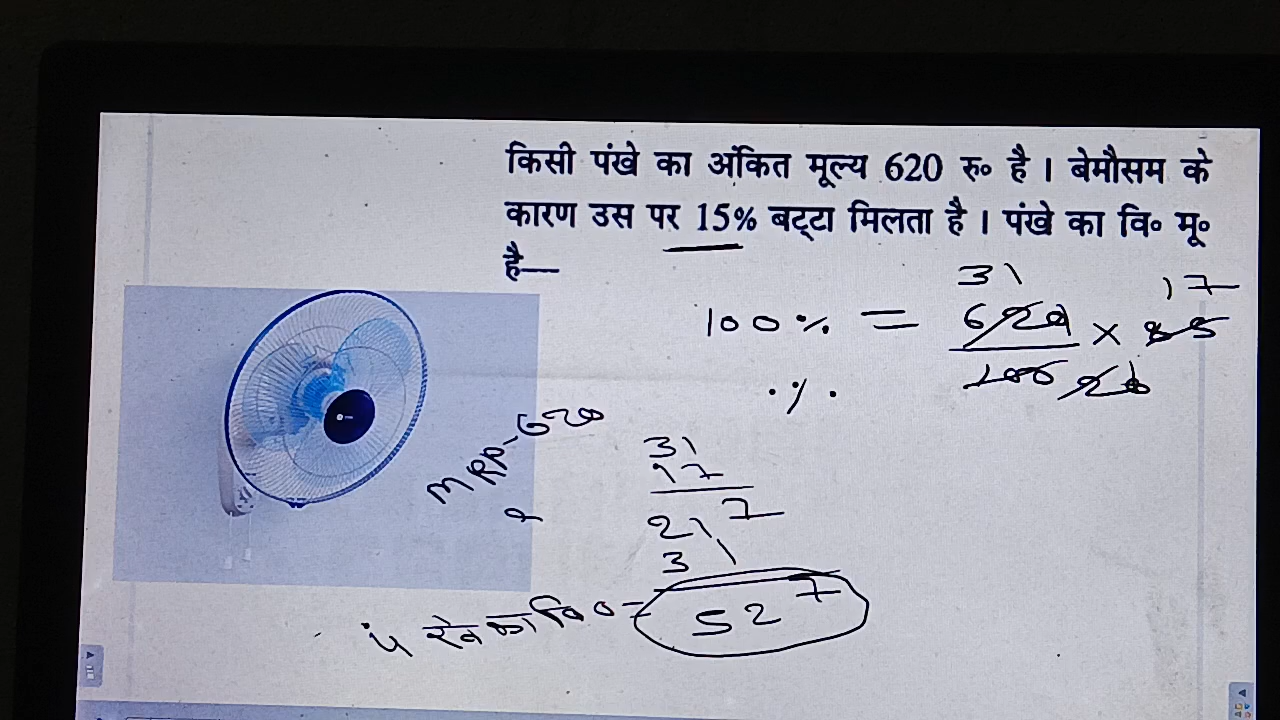 किसी पंखे का अंकित मूल्य 620 रु० है । बेमौसम के
कारण उस पर 15% बट्टा मिलता है । पंखे का वि० मू०
है—
31 17
100% = 620 × 85
100 20
%
MRP-620
31
17
217
31
527